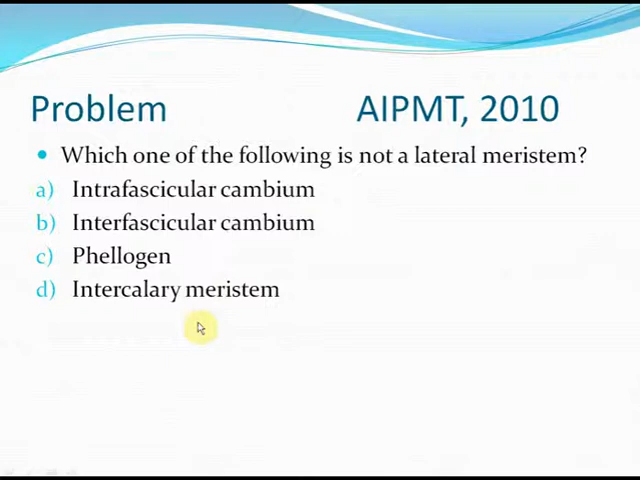 Problem AIPMT, 2010
• Which one of the following is not a lateral meristem?
a) Intrafascicular cambium
b) Interfascicular cambium
c) Phellogen
d) Intercalary meristem